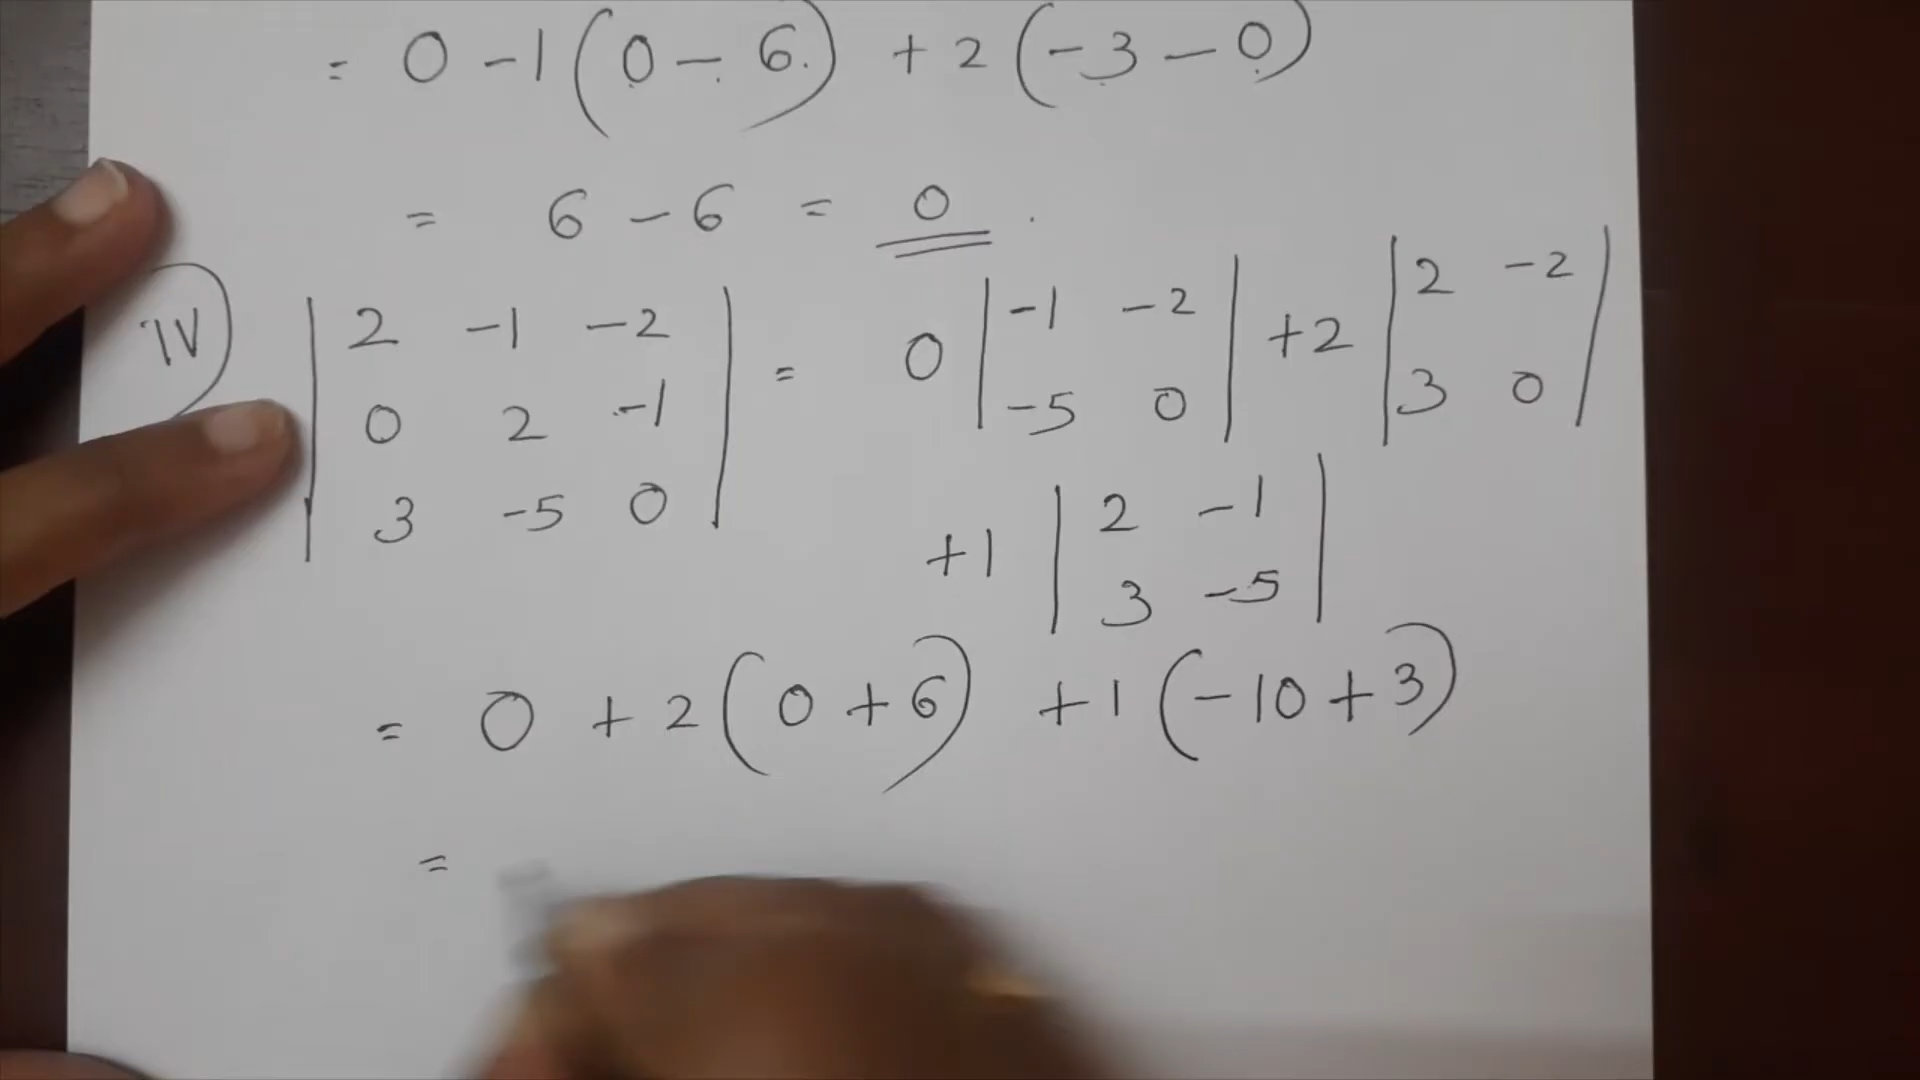 = 0 -1 (0 - 6) + 2 (-3 - 0)
= 6 - 6 = 0
IV) | 2 -1 -2 | = 0 | -1 -2 | +2 | 2 -2 |
| 0 2 -1 | | -5 0 | | 3 0 |
| 3 -5 0 | +1 | 2 -1 |
| 3 -5 |
= 0 + 2 (0 + 6) + 1 (-10 + 3)
=